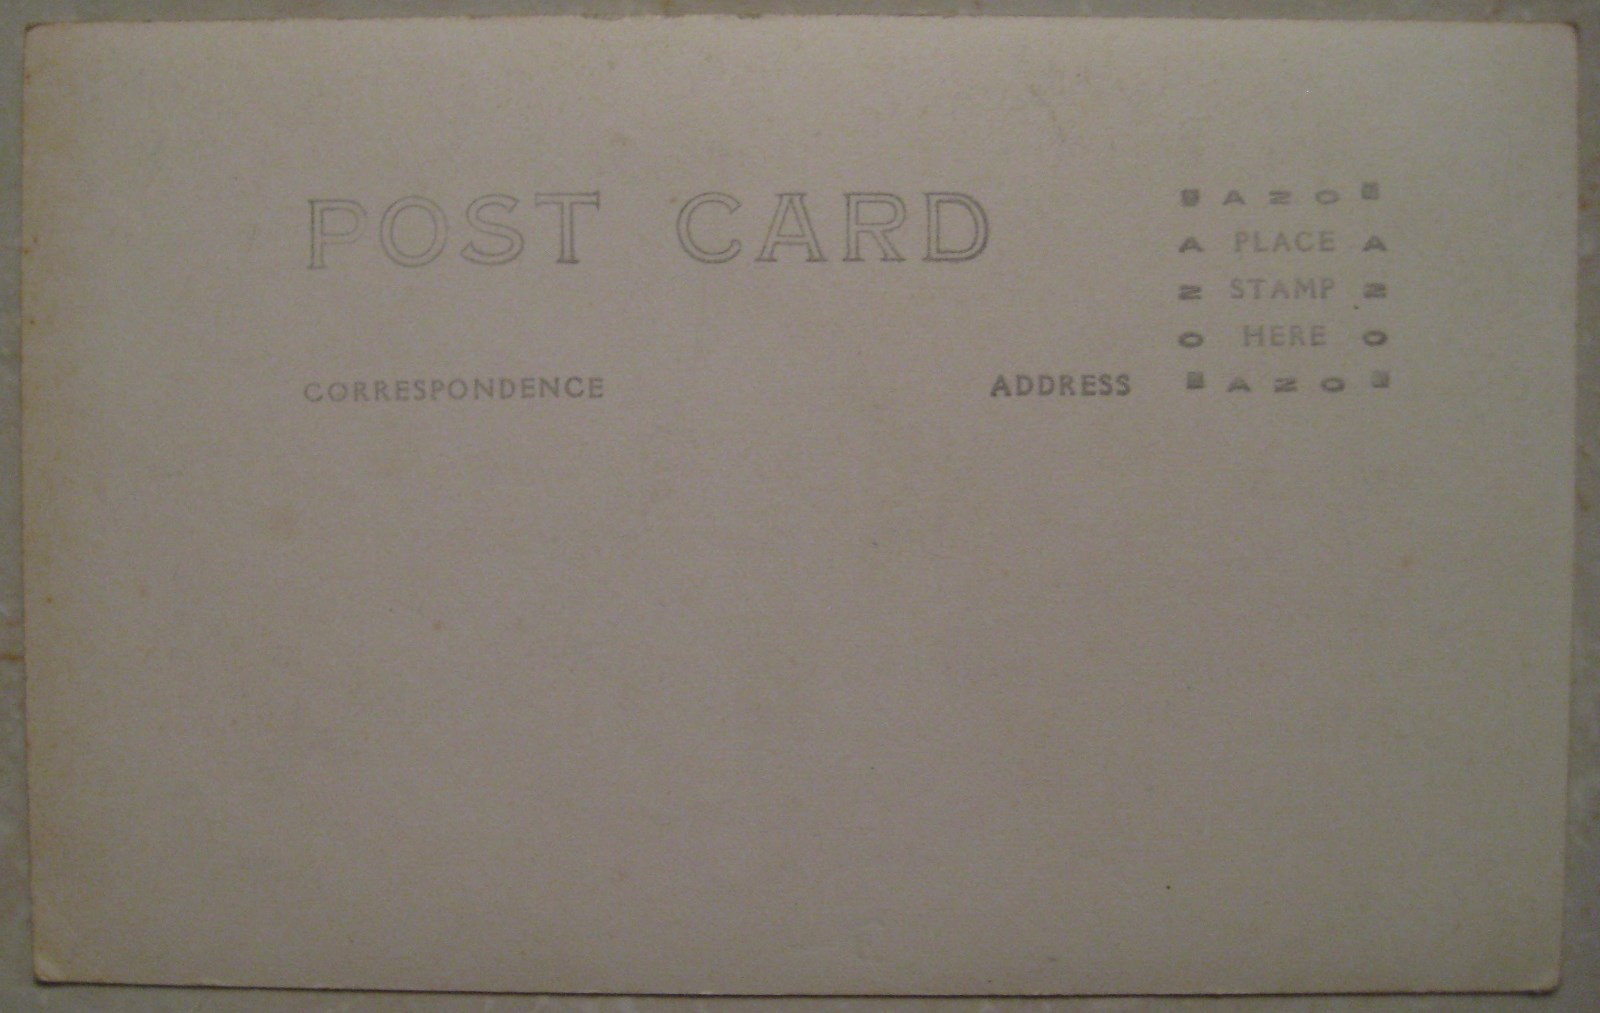 POST CARD
CORRESPONDENCE
ADDRESS
AZO
A PLACE A
Z STAMP Z
O HERE O
AZO